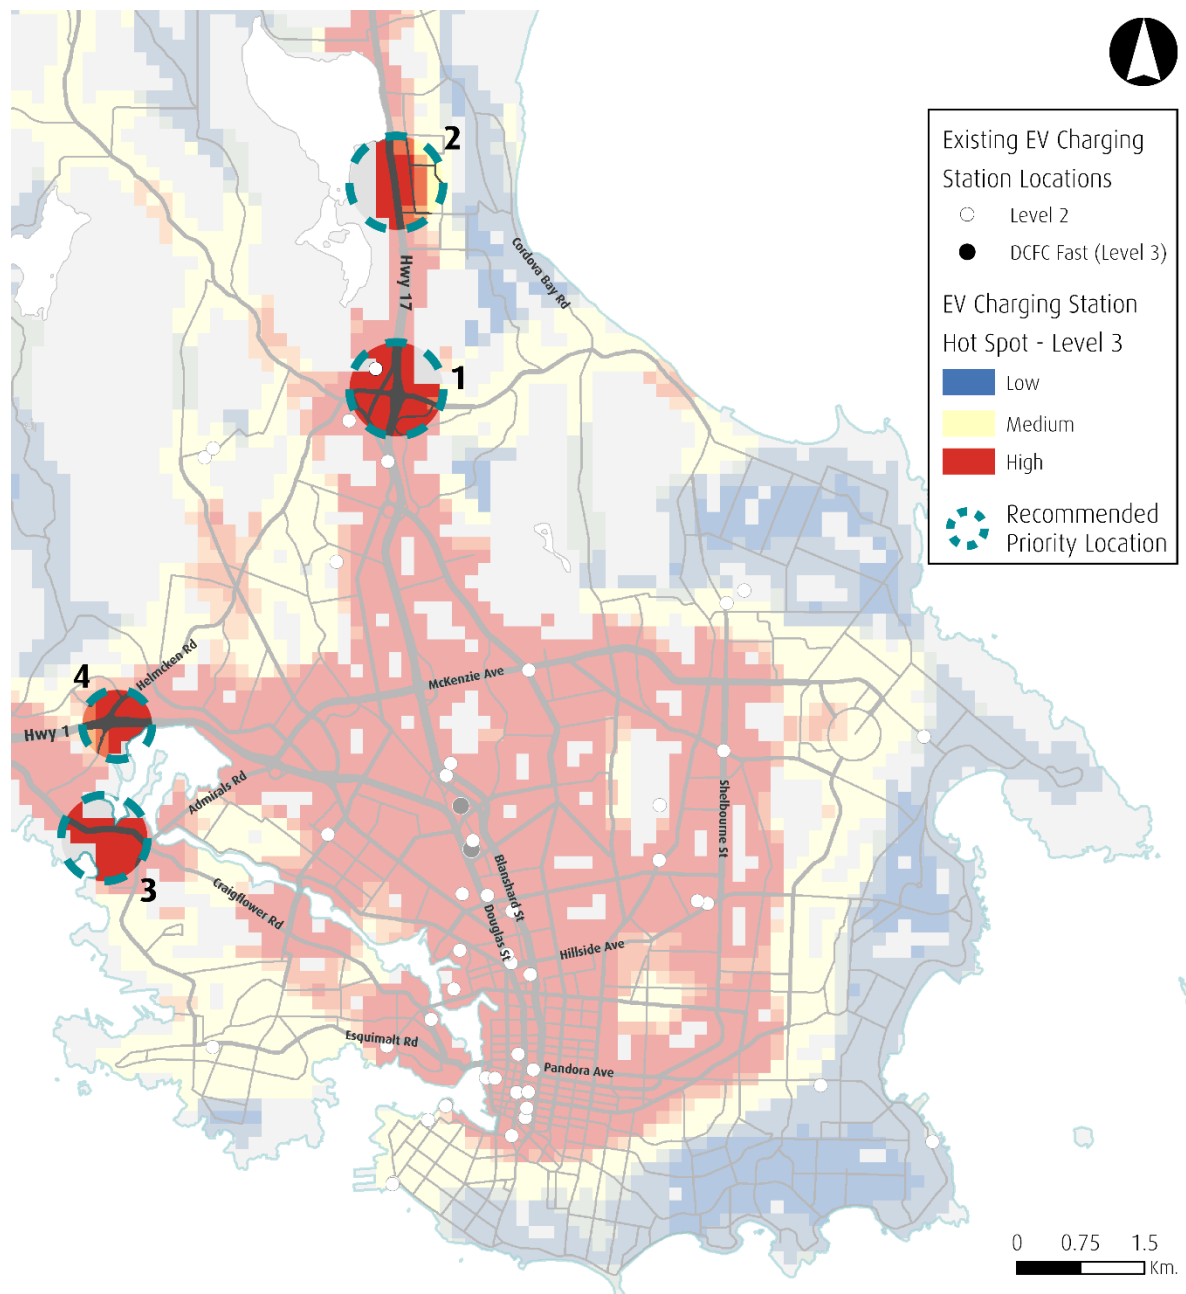 Existing EV Charging
Station Locations
Level 2
DCFC Fast (Level 3)
EV Charging Station
Hot Spot - Level 3
Low
Medium
High
Recommended
Priority Location
2
Cordova Bay Rd
Hwy 17
1
Helmcken Rd
4
McKenzie Ave
Hwy 1
Admirals Rd
Shelbourne St
3
Craigflower Rd
Blanshard St
Douglas St
Hillside Ave
Esquimalt Rd
Pandora Ave
0 0.75 1.5
Km.